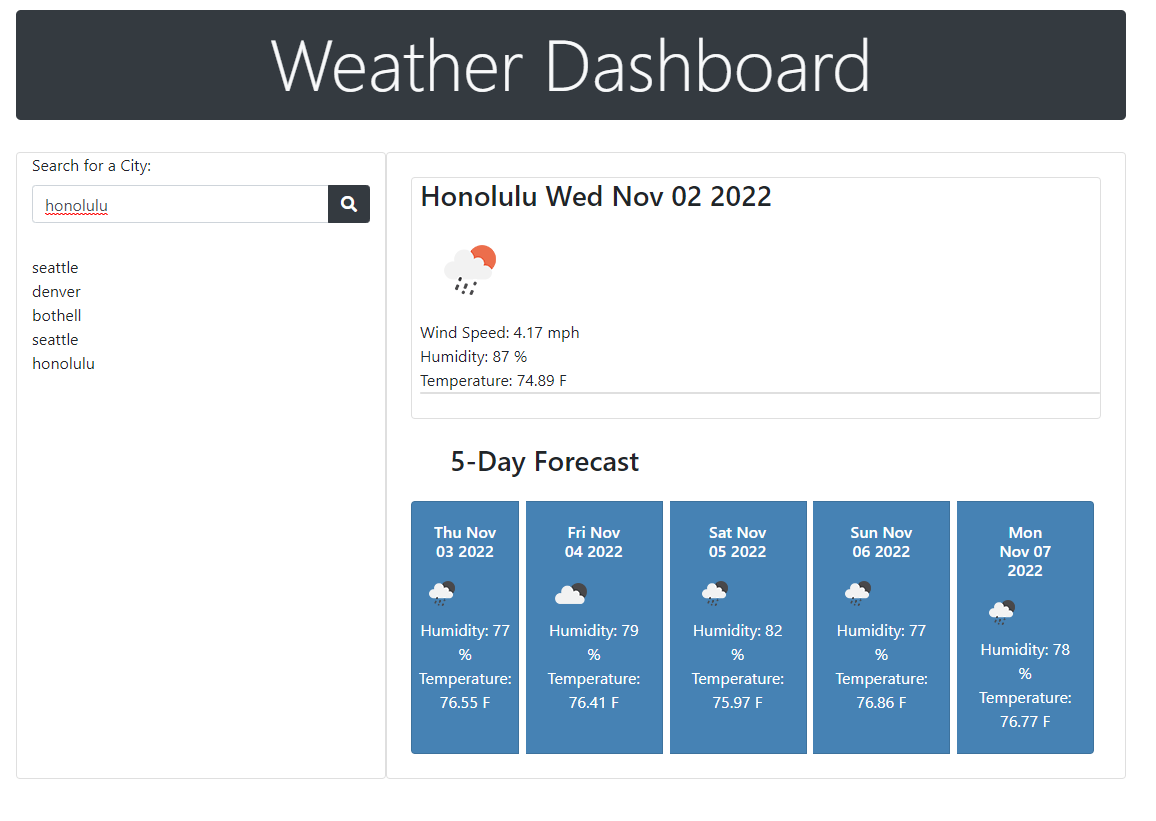 Weather Dashboard
Search for a City:
honolulu
seattle
denver
bothell
seattle
honolulu
Honolulu Wed Nov 02 2022
Wind Speed: 4.17 mph
Humidity: 87 %
Temperature: 74.89 F
5-Day Forecast
Thu Nov
03 2022
Humidity: 77
%
Temperature:
76.55 F
Fri Nov
04 2022
Humidity: 79
%
Temperature:
76.41 F
Sat Nov
05 2022
Humidity: 82
%
Temperature:
75.97 F
Sun Nov
06 2022
Humidity: 77
%
Temperature:
76.86 F
Mon
Nov 07
2022
Humidity: 78
%
Temperature:
76.77 F